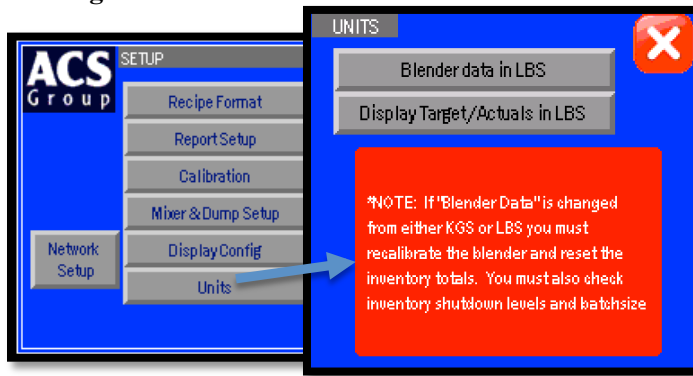 ACS
Group
SETUP
Recipe Format
Report Setup
Calibration
Mixer & Dump Setup
Display Config
Units
Network
Setup
UNITS
Blender data in LBS
Display Target/Actuals in LBS
*NOTE: If "Blender Data" is changed
from either KGS or LBS you must
recalibrate the blender and reset the
inventory totals. You must also check
inventory shutdown levels and batchsize